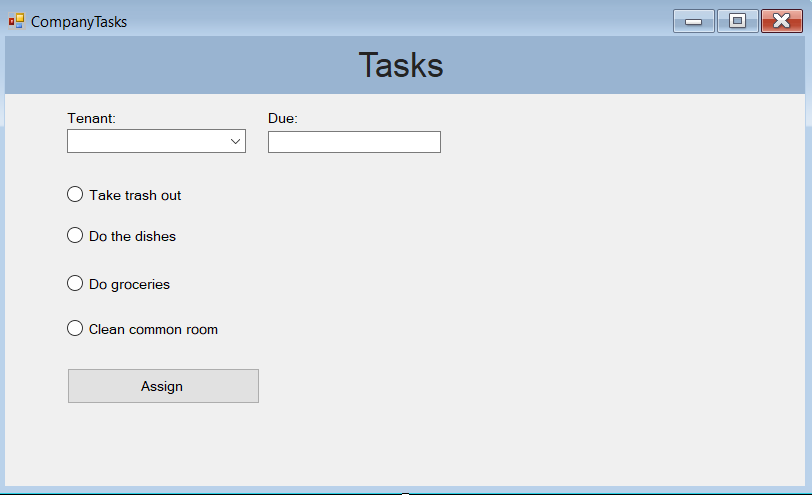 CompanyTasks
Tasks
Tenant: Due:
Take trash out
Do the dishes
Do groceries
Clean common room
Assign